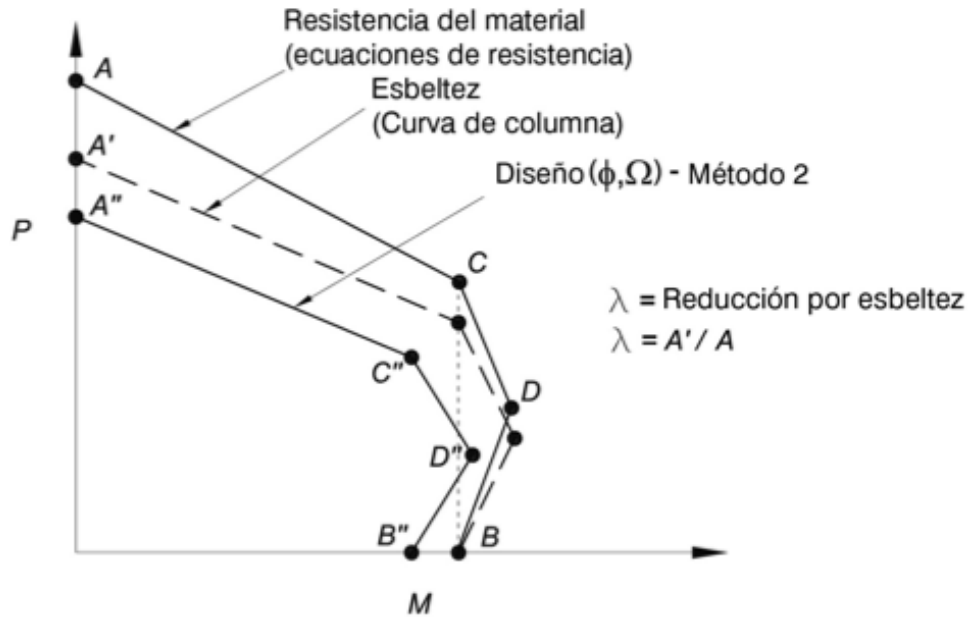 Resistencia del material
(ecuaciones de resistencia)
A
Esbeltez
(Curva de columna)
A'
Diseño (ϕ,Ω) - Método 2
A"
P
C
λ = Reducción por esbeltez
λ = A' / A
C"
D
D"
B"
B
M